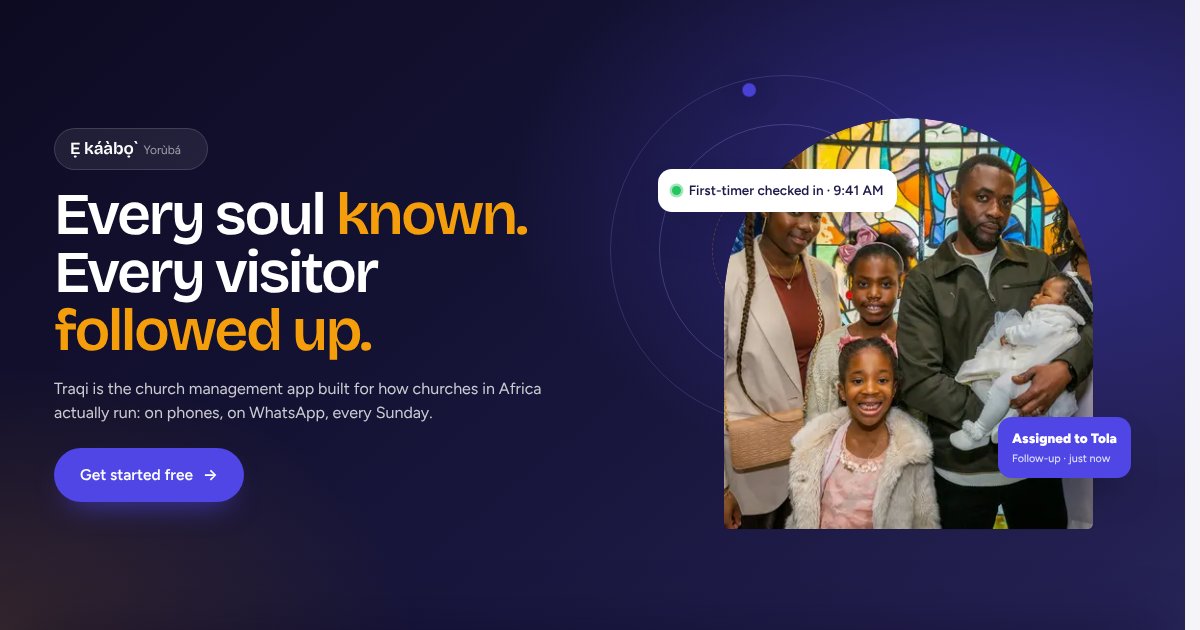 Ẹ káàbọ̀ Yorùbá
Every soul known.
Every visitor
followed up.
Traqi is the church management app built for how churches in Africa
actually run: on phones, on WhatsApp, every Sunday.
Get started free →
First-timer checked in · 9:41 AM
Assigned to Tola
Follow-up · just now